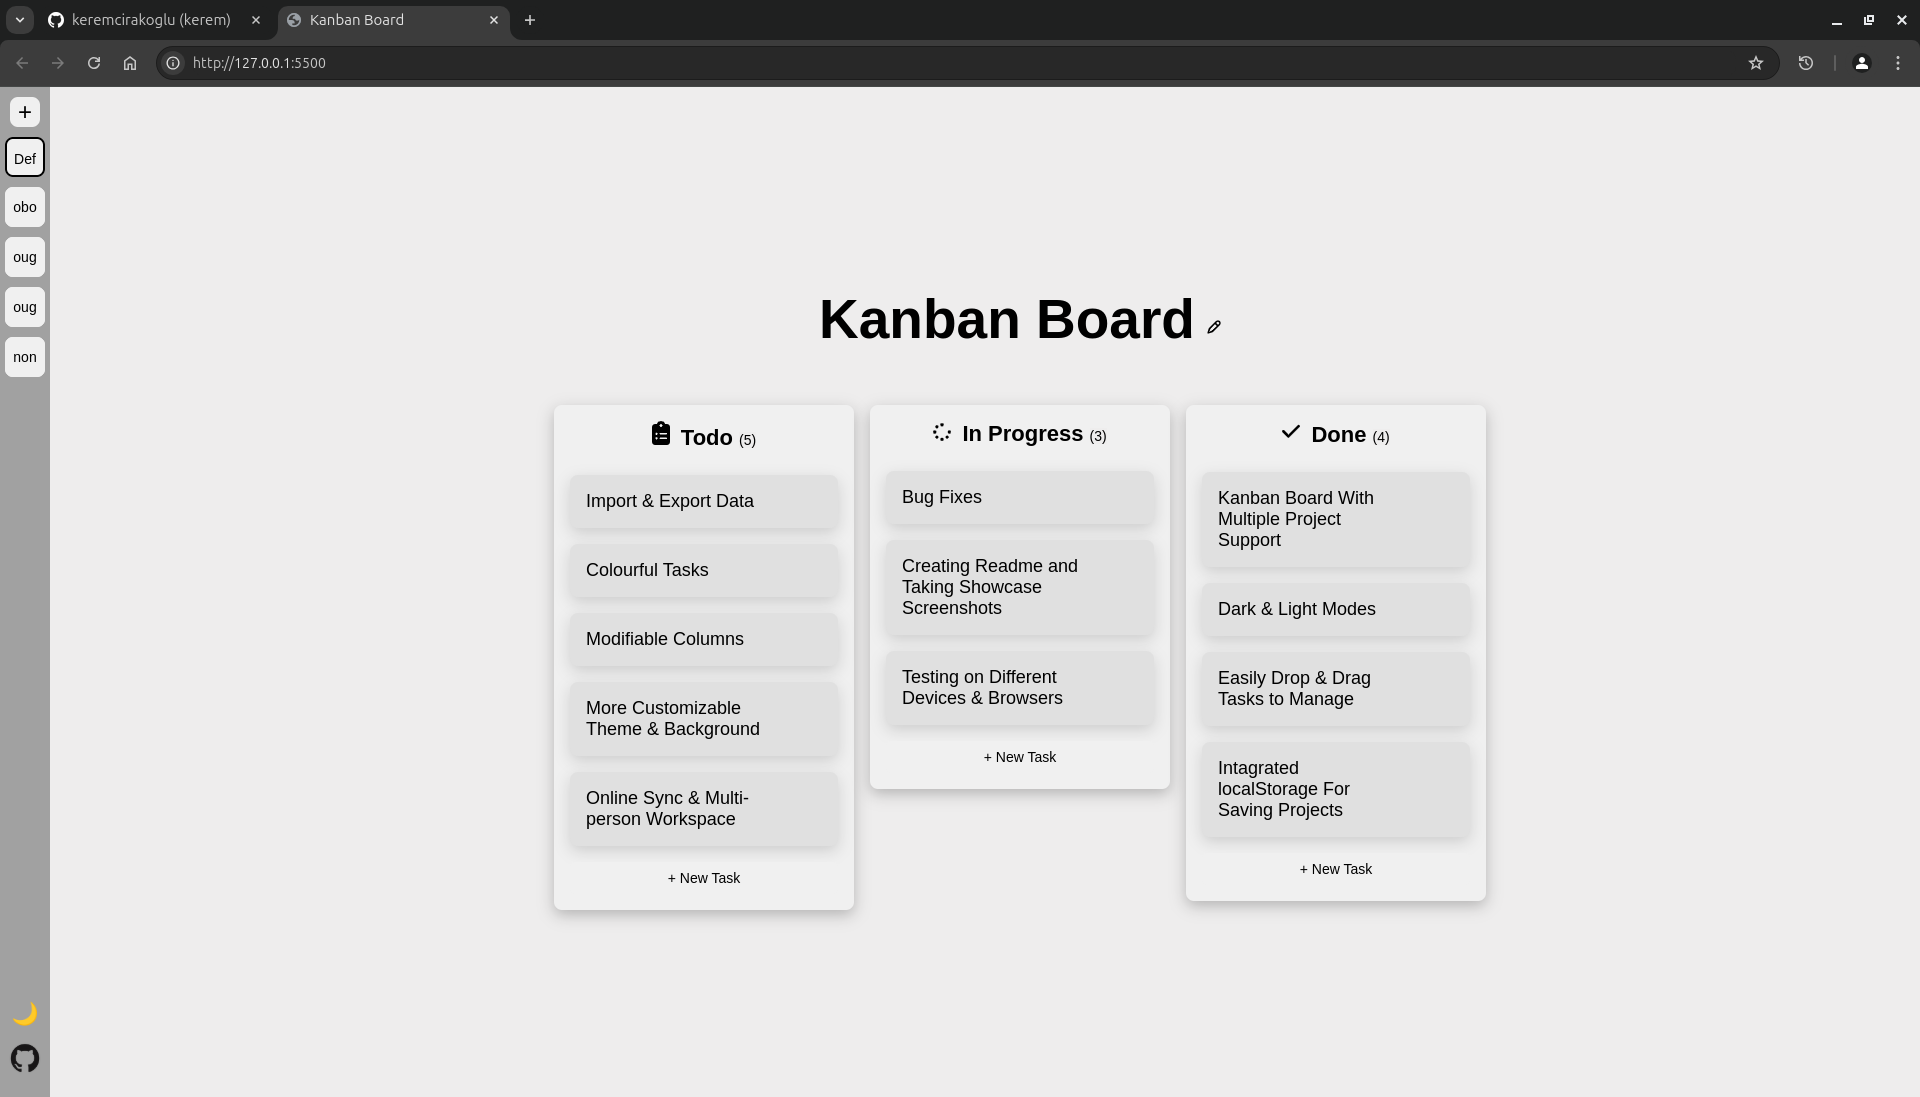 keremcirakoglu (kerem)
Kanban Board
http://127.0.0.1:5500
Def
obo
oug
oug
non
Kanban Board
Todo (5)
Import & Export Data
Colourful Tasks
Modifiable Columns
More Customizable
Theme & Background
Online Sync & Multi-
person Workspace
+ New Task
In Progress (3)
Bug Fixes
Creating Readme and
Taking Showcase
Screenshots
Testing on Different
Devices & Browsers
+ New Task
Done (4)
Kanban Board With
Multiple Project
Support
Dark & Light Modes
Easily Drop & Drag
Tasks to Manage
Intagrated
localStorage For
Saving Projects
+ New Task